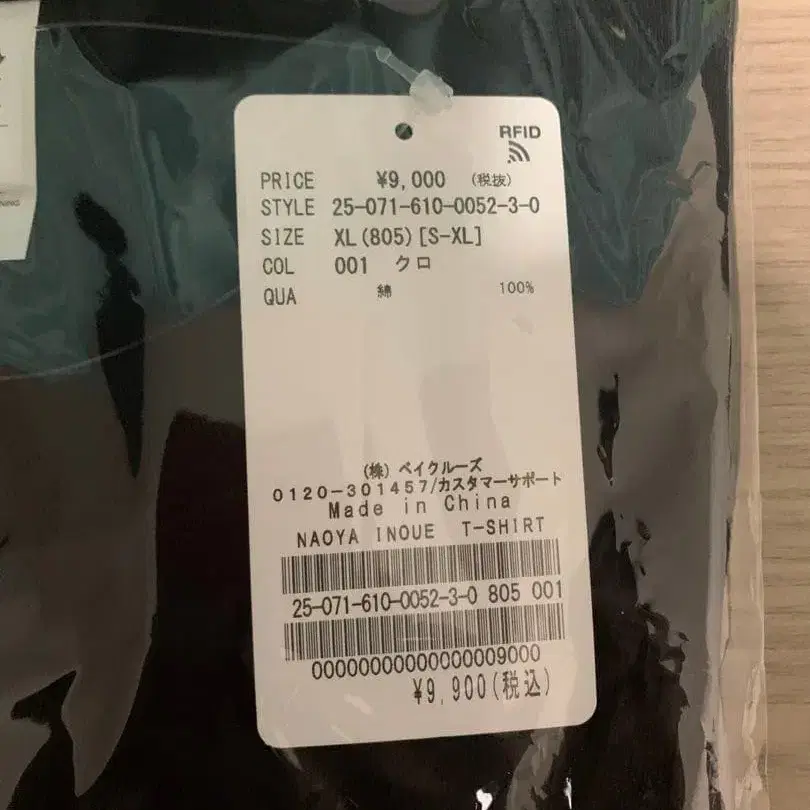 RFID
PRICE ¥9,000 (税抜)
STYLE 25-071-610-0052-3-0
SIZE XL(805)[S-XL]
COL 001 クロ
QUA 綿 100%
(株) ベイクルーズ
0120-301457/カスタマーサポート
Made in China
NAOYA INOUE T-SHIRT
25-071-610-0052-3-0 805 001
00000000000000009000
¥9,900(税込)